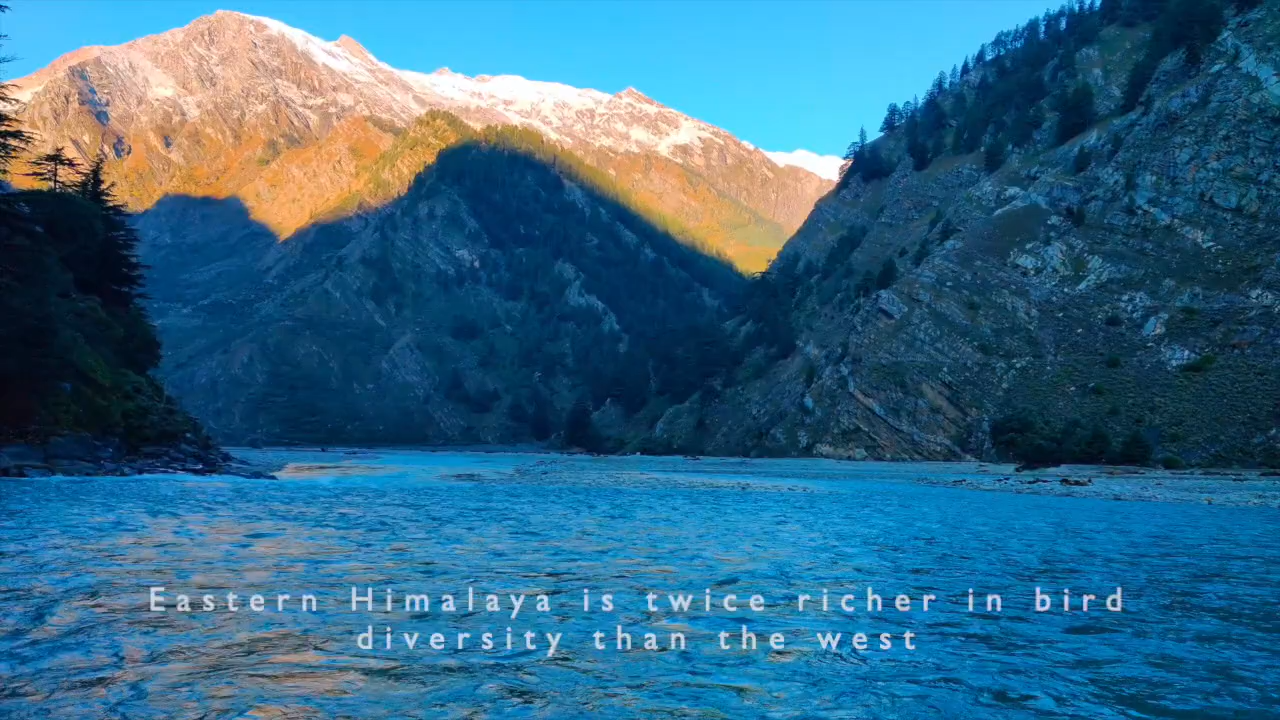 Eastern Himalaya is twice richer in bird
diversity than the west